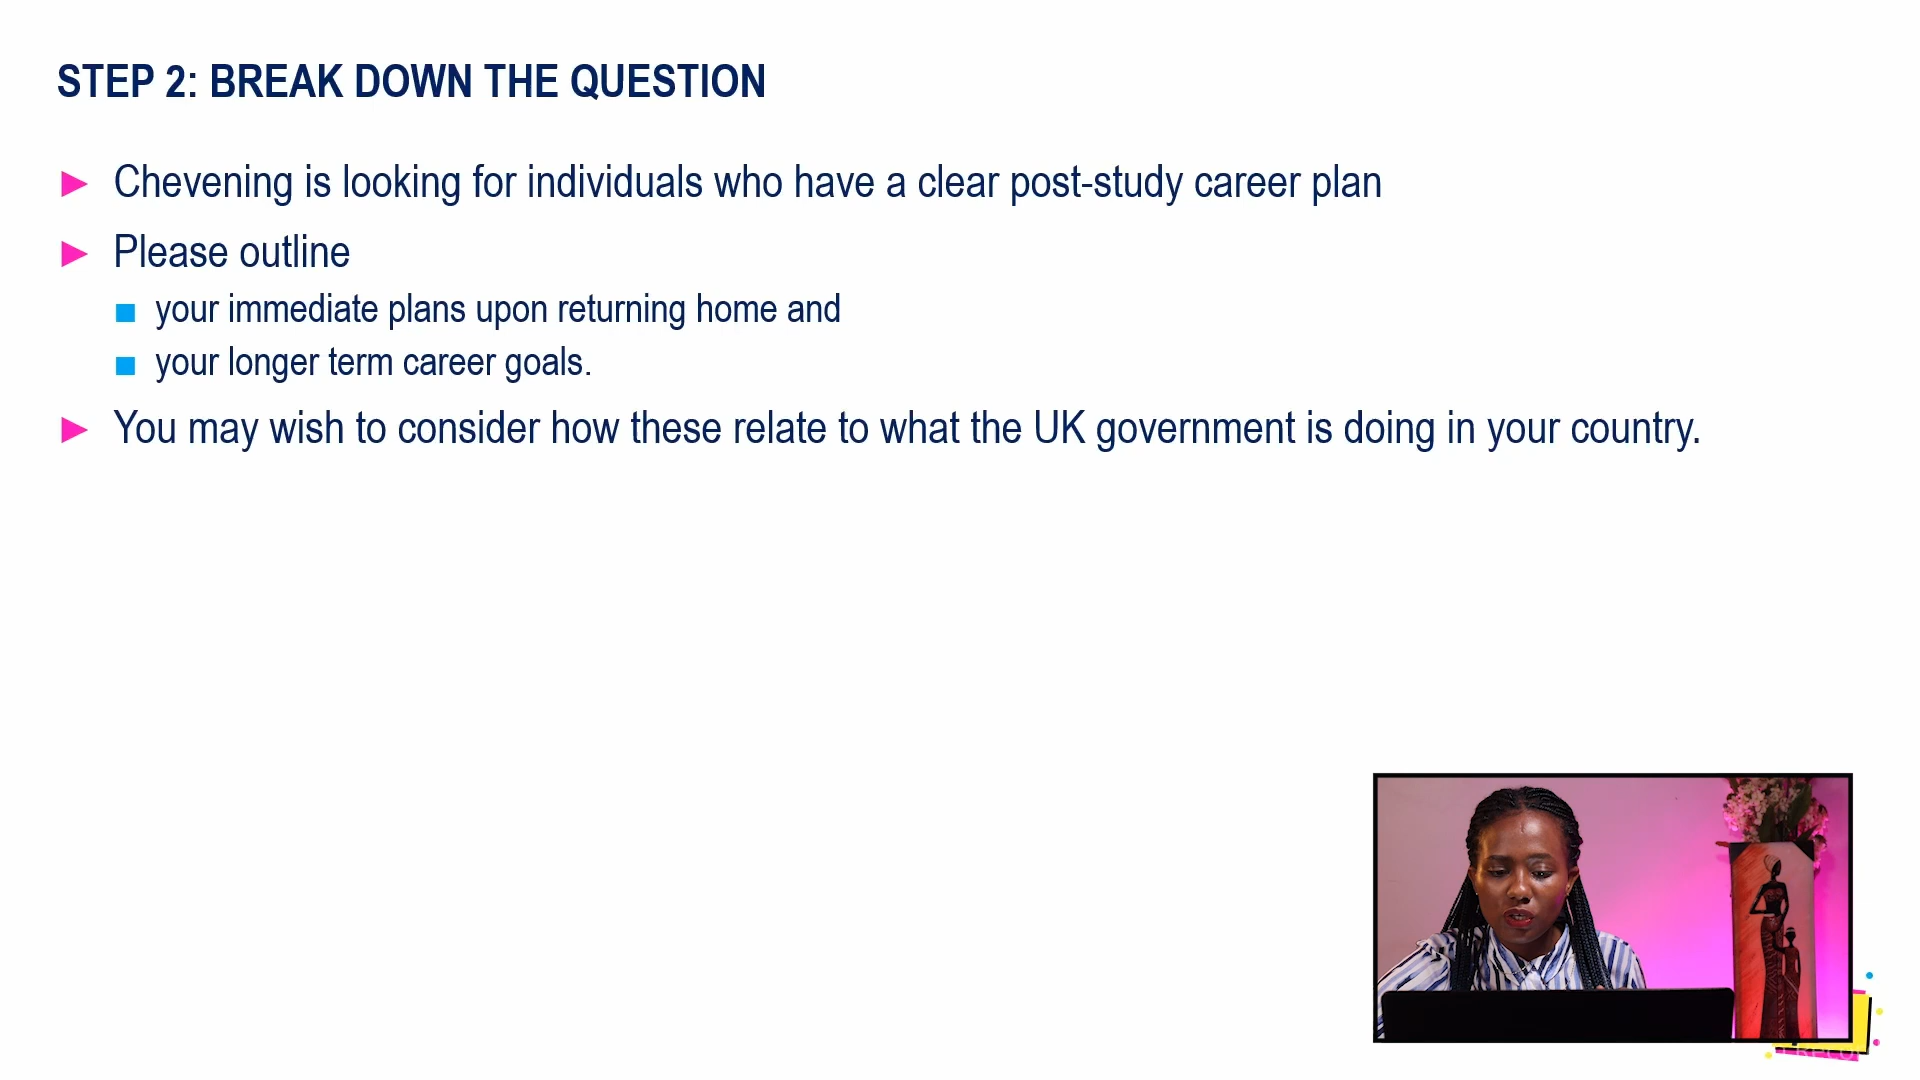 STEP 2: BREAK DOWN THE QUESTION
Chevening is looking for individuals who have a clear post-study career plan
Please outline
your immediate plans upon returning home and
your longer term career goals.
You may wish to consider how these relate to what the UK government is doing in your country.